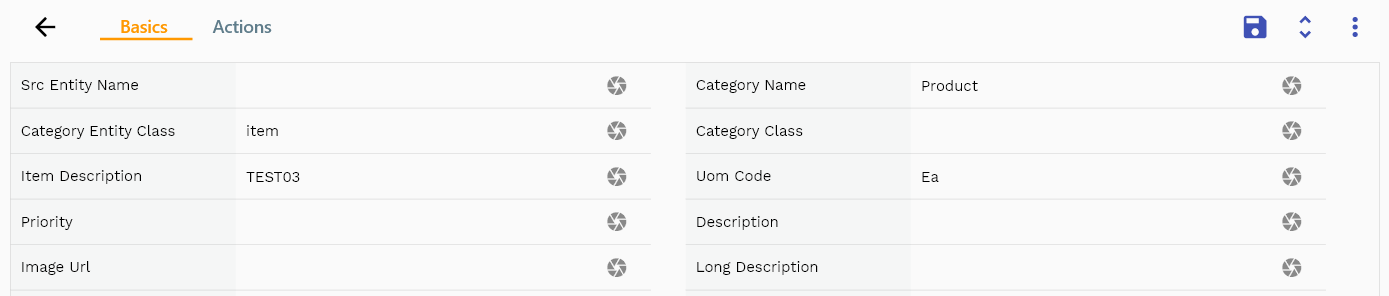 Basics Actions
Src Entity Name Category Name Product
Category Entity Class item Category Class
Item Description TEST03 Uom Code Ea
Priority Description
Image Url Long Description